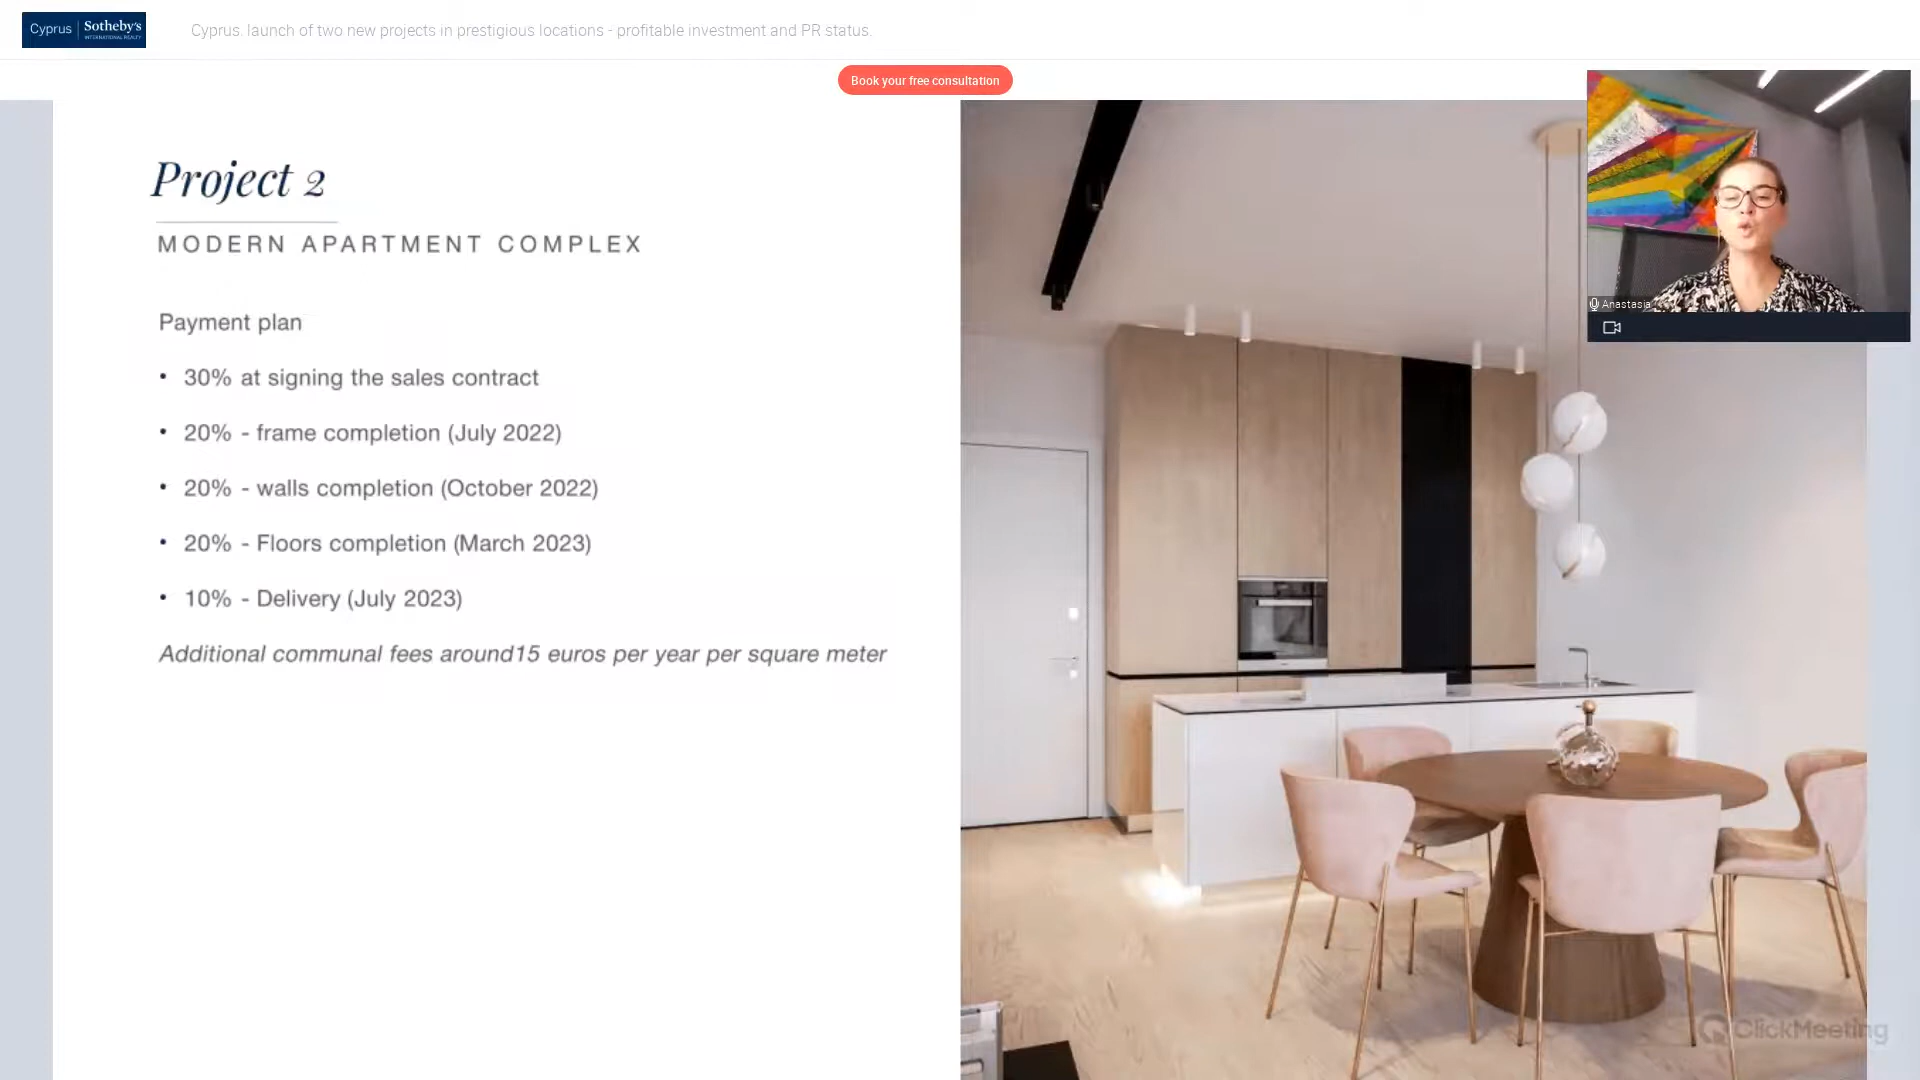 Cyprus Sotheby's
INTERNATIONAL REALTY
Cyprus. launch of two new projects in prestigious locations - profitable investment and PR status.
Book your free consultation
Project 2
MODERN APARTMENT COMPLEX
Payment plan
• 30% at signing the sales contract
• 20% - frame completion (July 2022)
• 20% - walls completion (October 2022)
• 20% - Floors completion (March 2023)
• 10% - Delivery (July 2023)
Additional communal fees around15 euros per year per square meter
Anastasia
ClickMeeting